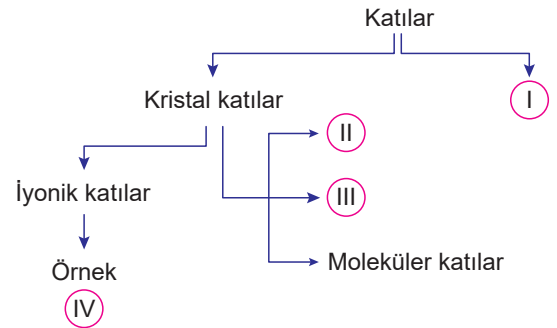 Katılar
Kristal katılar
I
II
İyonik katılar
III
Moleküler katılar
Örnek
IV